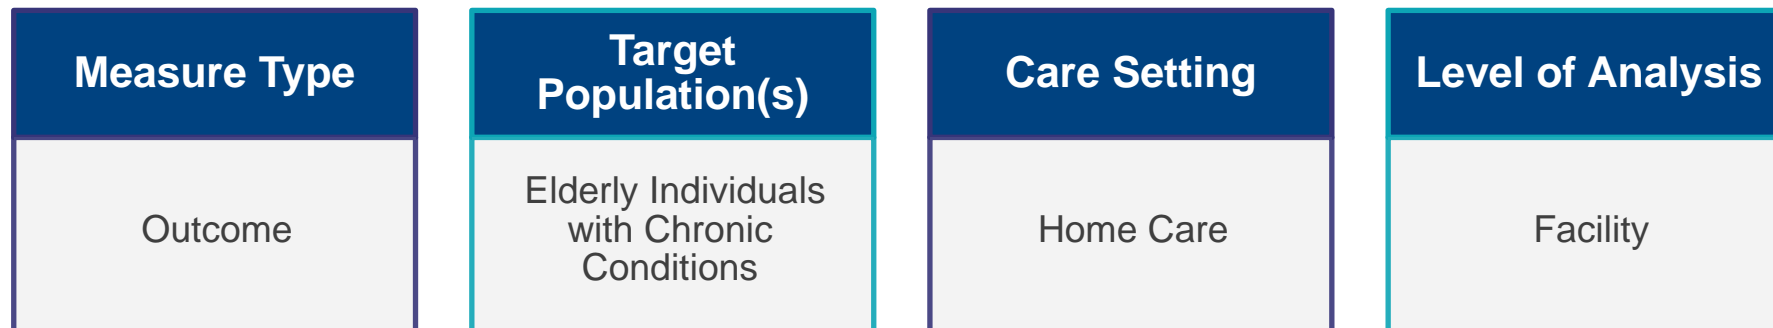 Measure Type
Outcome
Target
Population(s)
Elderly Individuals
with Chronic
Conditions
Care Setting
Home Care
Level of Analysis
Facility